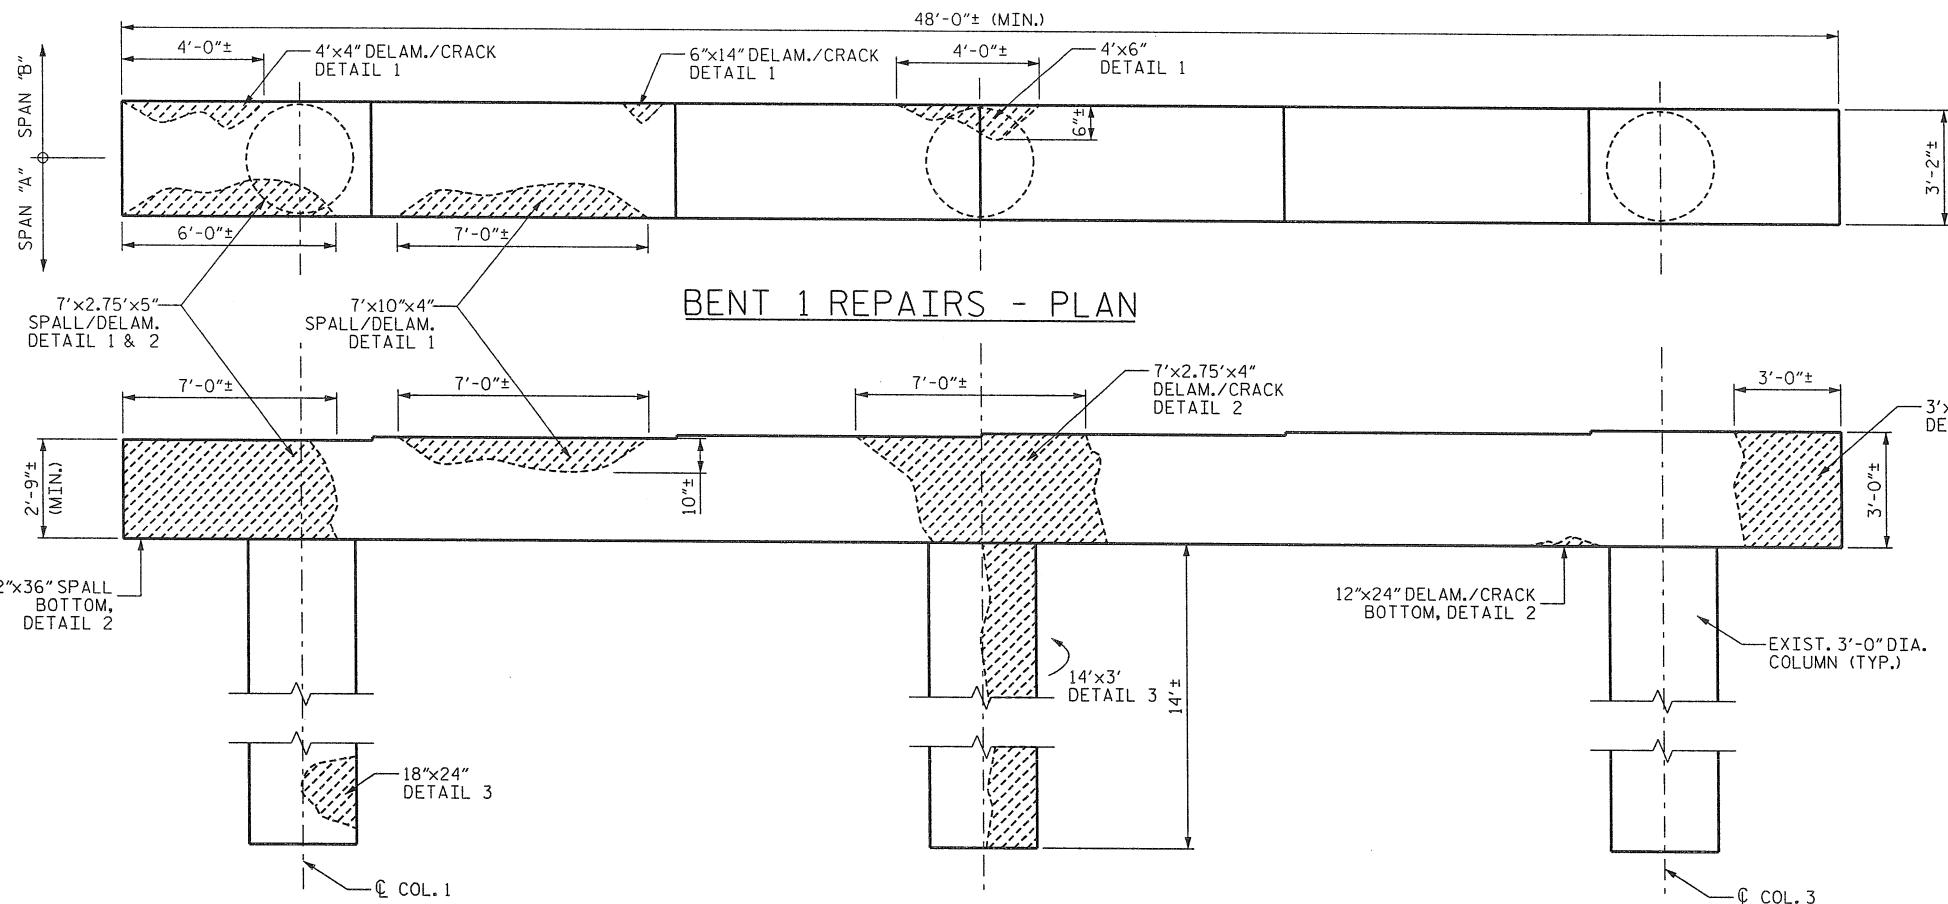 48'-0"± (MIN.)
4'-0"±
4'x4" DELAM./CRACK
DETAIL 1
6"x14" DELAM./CRACK
DETAIL 1
4'-0"±
4'x6"
DETAIL 1
SPAN "B"
SPAN "A"
6"±
3'-2"±
6'-0"±
7'-0"±
7'x2.75'x5"
SPALL/DELAM.
DETAIL 1 & 2
7'x10"x4"
SPALL/DELAM.
DETAIL 1
BENT 1 REPAIRS - PLAN
7'-0"±
7'-0"±
7'-0"±
7'x2.75'x4"
DELAM./CRACK
DETAIL 2
3'-0"±
2'-9"±
(MIN.)
10"±
3'-0"±
2"x36" SPALL
BOTTOM,
DETAIL 2
12"x24" DELAM./CRACK
BOTTOM, DETAIL 2
EXIST. 3'-0" DIA.
COLUMN (TYP.)
14'x3'
DETAIL 3
14'±
18"x24"
DETAIL 3
℄ COL. 1
℄ COL. 3